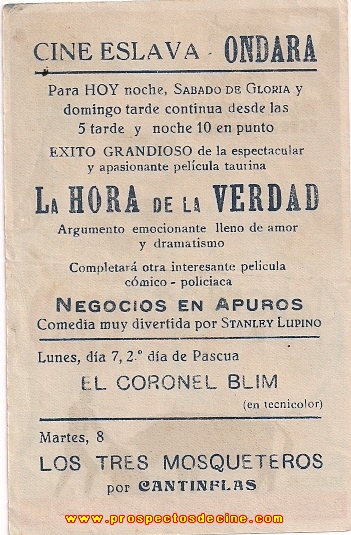 CINE ESLAVA - ONDARA
Para HOY noche, SABADO DE GLORIA y
domingo tarde continua desde las
5 tarde y noche 10 en punto
EXITO GRANDIOSO de la espectacular
y apasionante película taurina
LA HORA DE LA VERDAD
Argumento emocionante lleno de amor
y dramatismo
Completará otra interesante película
cómico - policiaca
NEGOCIOS EN APUROS
Comedia muy divertida por STANLEY LUPINO
Lunes, día 7, 2.º día de Pascua
EL CORONEL BLIM
(en tecnicolor)
Martes, 8
LOS TRES MOSQUETEROS
por CANTINFLAS
www.prospectosdecine.com